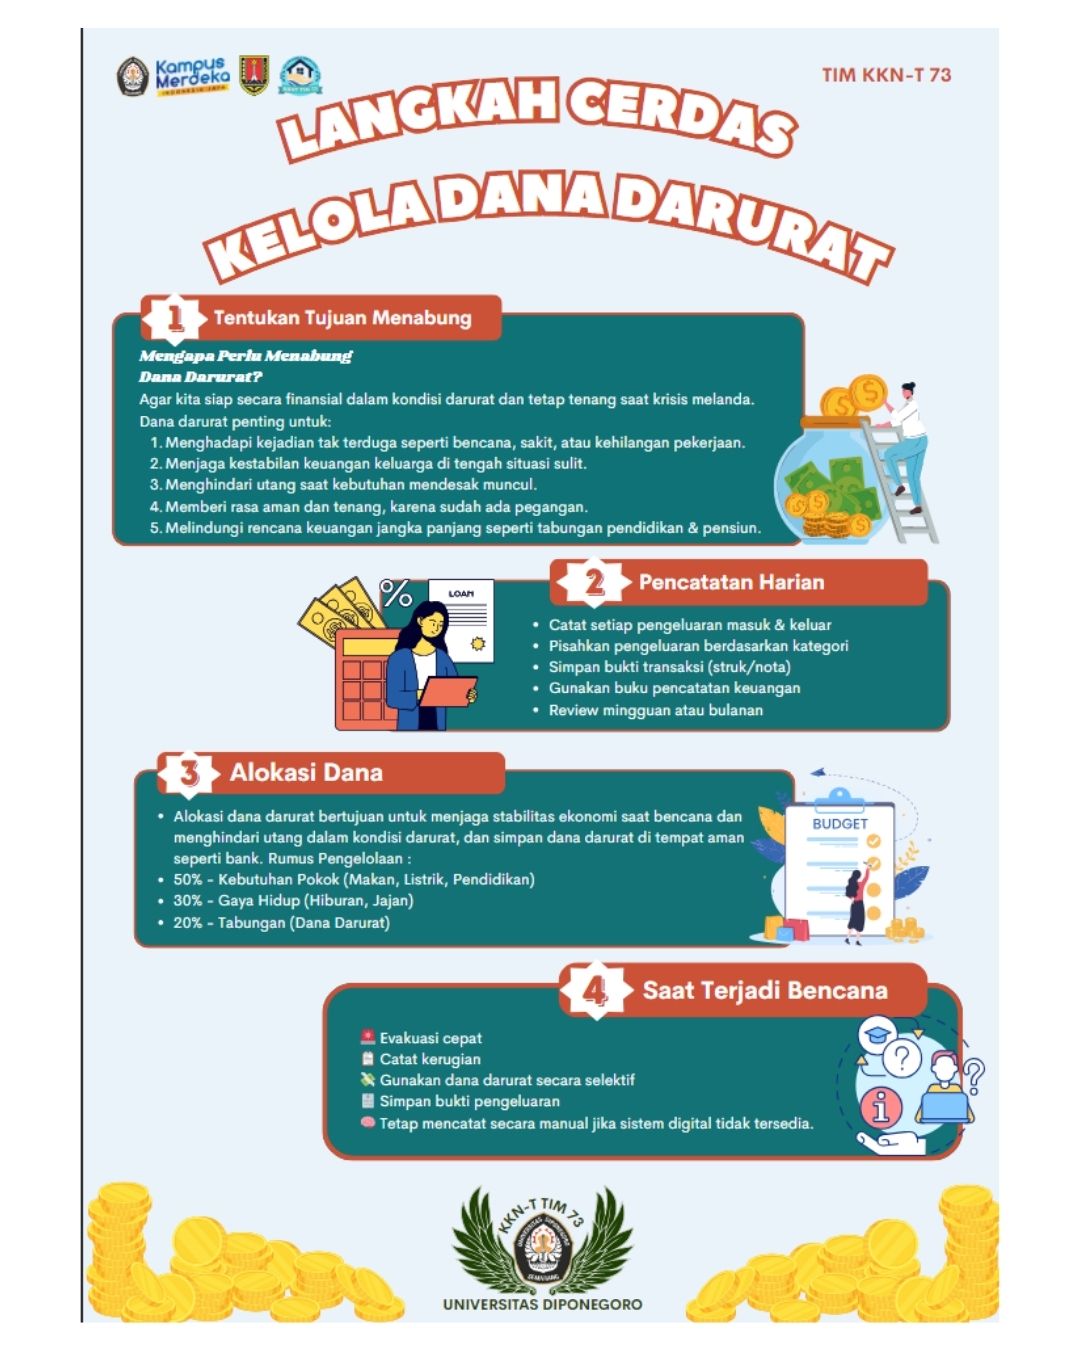 Kampus
Merdeka
INDONESIA JAYA
TIM KKN-T 73
LANGKAH CERDAS
KELOLA DANA DARURAT
1 Tentukan Tujuan Menabung
Mengapa Perlu Menabung
Dana Darurat?
Agar kita siap secara finansial dalam kondisi darurat dan tetap tenang saat krisis melanda.
Dana darurat penting untuk:
1. Menghadapi kejadian tak terduga seperti bencana, sakit, atau kehilangan pekerjaan.
2. Menjaga kestabilan keuangan keluarga di tengah situasi sulit.
3. Menghindari utang saat kebutuhan mendesak muncul.
4. Memberi rasa aman dan tenang, karena sudah ada pegangan.
5. Melindungi rencana keuangan jangka panjang seperti tabungan pendidikan & pensiun.
2 Pencatatan Harian
%
LOAN
• Catat setiap pengeluaran masuk & keluar
• Pisahkan pengeluaran berdasarkan kategori
• Simpan bukti transaksi (struk/nota)
• Gunakan buku pencatatan keuangan
• Review mingguan atau bulanan
3 Alokasi Dana
• Alokasi dana darurat bertujuan untuk menjaga stabilitas ekonomi saat bencana dan
menghindari utang dalam kondisi darurat, dan simpan dana darurat di tempat aman
seperti bank. Rumus Pengelolaan :
• 50% - Kebutuhan Pokok (Makan, Listrik, Pendidikan)
• 30% - Gaya Hidup (Hiburan, Jajan)
• 20% - Tabungan (Dana Darurat)
BUDGET
4 Saat Terjadi Bencana
🚨 Evakuasi cepat
📋 Catat kerugian
💸 Gunakan dana darurat secara selektif
🧾 Simpan bukti pengeluaran
🧠 Tetap mencatat secara manual jika sistem digital tidak tersedia.
KKN-T TIM 73
UNIVERSITAS DIPONEGORO
SEMARANG
UNIVERSITAS DIPONEGORO